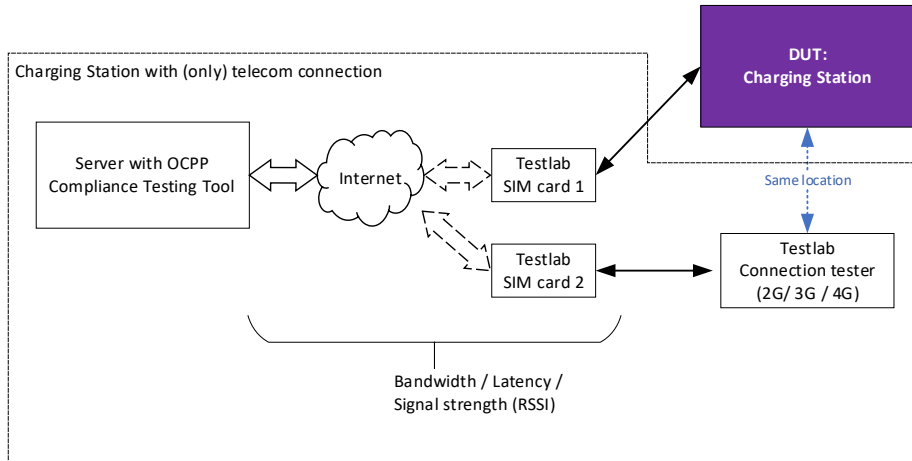 Charging Station with (only) telecom connection
DUT:
Charging Station
Server with OCPP
Compliance Testing Tool
Internet
Testlab
SIM card 1
Same location
Testlab
SIM card 2
Testlab
Connection tester
(2G/ 3G / 4G)
Bandwidth / Latency /
Signal strength (RSSI)